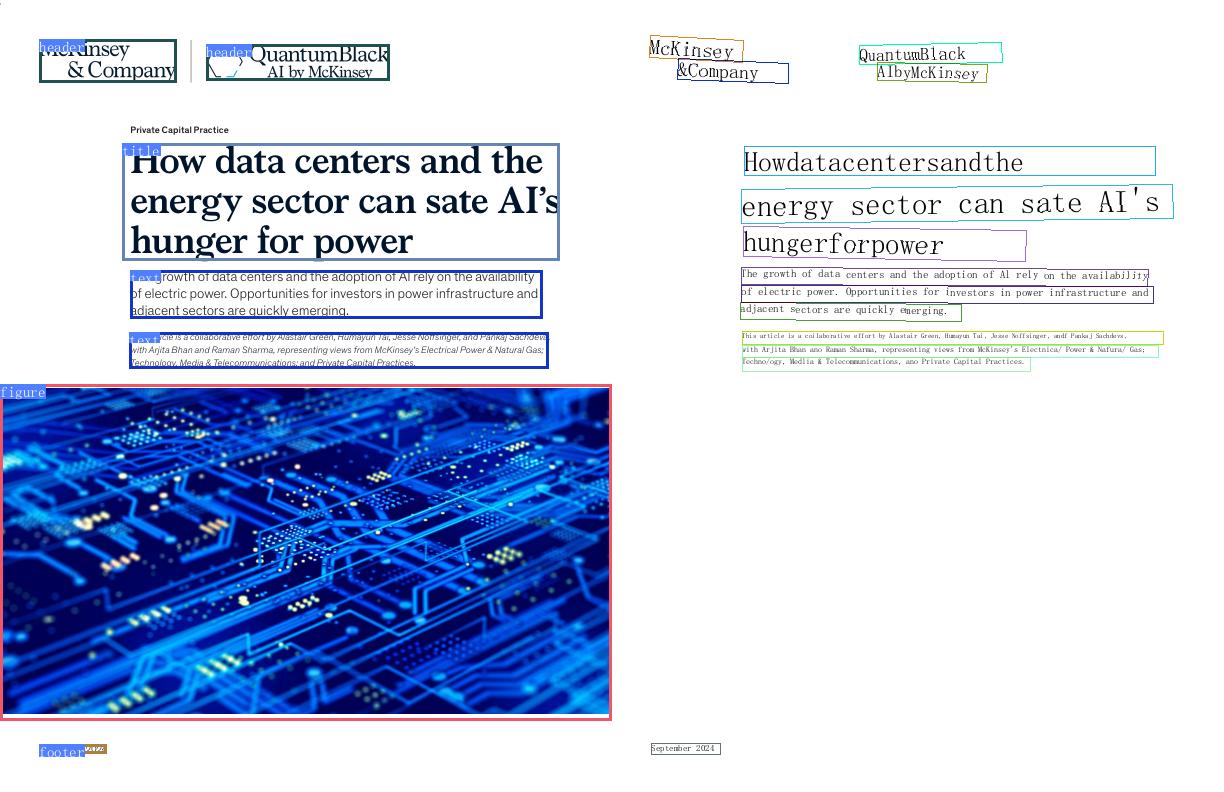 header
McKinsey
& Company
header
QuantumBlack
AI by McKinsey
Private Capital Practice
title
How data centers and the
energy sector can sate AI's
hunger for power
text
growth of data centers and the adoption of AI rely on the availability
of electric power. Opportunities for investors in power infrastructure and
adjacent sectors are quickly emerging.
text
is a collaborative effort by Alastair Green, Humayun Tai, Jesse Noffsinger, and Pankaj Sachdeva,
with Arjita Bhan and Raman Sharma, representing views from McKinsey's Electrical Power & Natural Gas;
Technology, Media & Telecommunications; and Private Capital Practices.
figure
footer
McKinsey
&Company
QuantumBlack
AIbyMcKinsey
Howdatacentersandthe
energy sector can sate AI's
hungerforpower
The growth of data centers and the adoption of Al rely on the availability
of electric power. Opportunities for investors in power infrastructure and
adjacent sectors are quickly emerging.
This article is a collaborative effort by Alastair Green, Humayun Tai, Jesse Noffsinger, andf Pankaj Sachdeva,
with Arjita Bhan ano Raman Sharma, representing views from McKinsey's Electnica/ Power & Nafura/ Gas;
Techno/ogy, Medlia & Telecommunications, ano Private Capital Practices.
September 2024